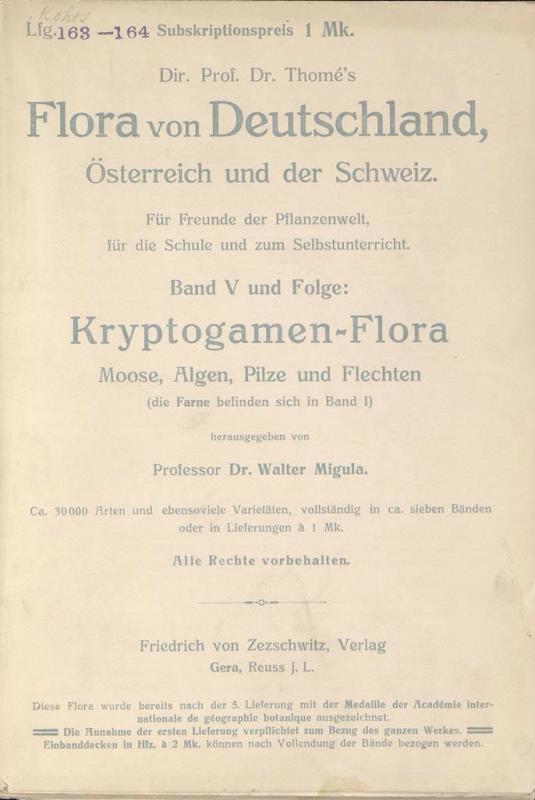 Kohts
Lfg. 163 — 164 Subskriptionspreis 1 Mk.
Dir. Prof. Dr. Thomé's
Flora von Deutschland,
Österreich und der Schweiz.
Für Freunde der Pflanzenwelt,
für die Schule und zum Selbstunterricht.
Band V und Folge:
Kryptogamen-Flora
Moose, Algen, Pilze und Flechten
(die Farne befinden sich in Band I)
herausgegeben von
Professor Dr. Walter Migula.
Ca. 30000 Arten und ebensoviele Varietäten, vollständig in ca. sieben Bänden
oder in Lieferungen à 1 Mk.
Alle Rechte vorbehalten.
Friedrich von Zezschwitz, Verlag
Gera, Reuss j. L.
Diese Flora wurde bereits nach der 5. Lieferung mit der Medaille der Académie inter-
nationale de géographie botanique ausgezeichnet.
Die Annahme der ersten Lieferung verpflichtet zum Bezug des ganzen Werkes.
Einbanddecken in Hfz. à 2 Mk. können nach Vollendung der Bände bezogen werden.